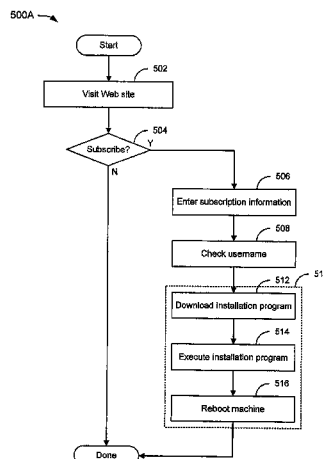 500A
Start
502
Visit Web site
504
Subscribe?
Y
N
506
Enter subscription information
508
Check username
512
51
Download installation program
514
Execute installation program
516
Reboot machine
Done